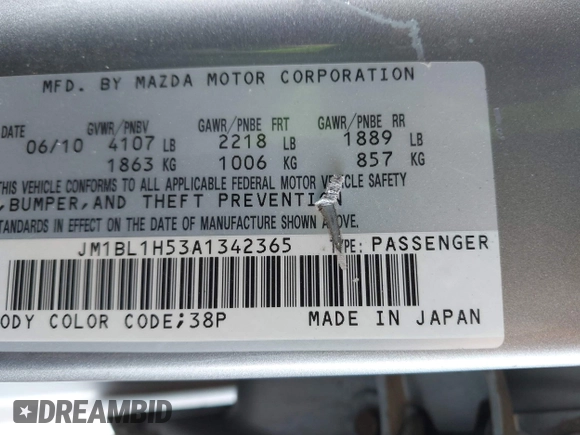 MFD. BY MAZDA MOTOR CORPORATION
DATE GVWR/PNBV GAWR/PNBE FRT GAWR/PNBE RR
06/10 4107 LB 2218 LB 1889 LB
1863 KG 1006 KG 857 KG
THIS VEHICLE CONFORMS TO ALL APPLICABLE FEDERAL MOTOR VEHICLE SAFETY
,BUMPER,AND THEFT PREVENTION
STANDARDS IN EFFECT ON THE DATE OF MANUFACTURE SHOWN ABOVE.
JM1BL1H53A1342365 TYPE: PASSENGER
ODY COLOR CODE;38P MADE IN JAPAN
DREAMBID